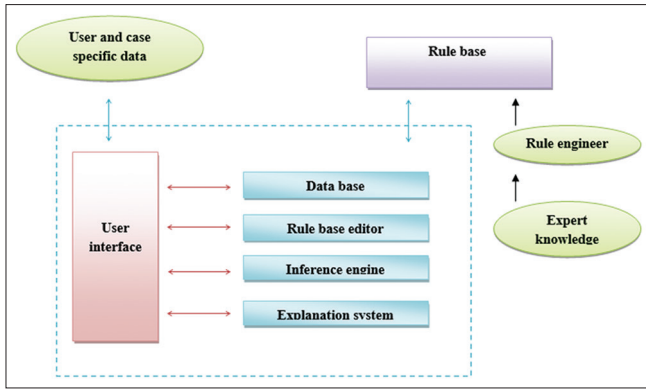 User and case
specific data
Rule base
Rule engineer
Expert
knowledge
User
interface
Data base
Rule base editor
Inference engine
Explanation system